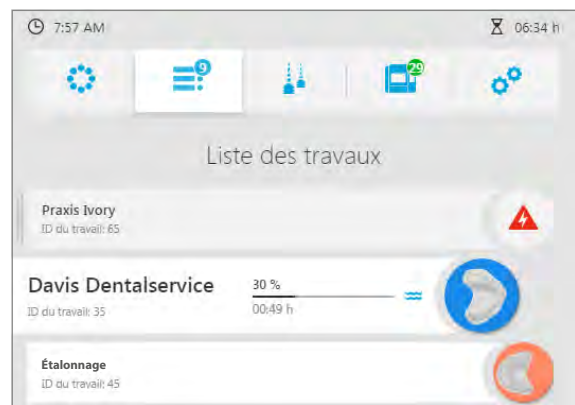 7:57 AM 06:34 h
9 29
Liste des travaux
Praxis Ivory
ID du travail: 65
Davis Dentalservice 30 %
ID du travail: 35 00:49 h
Étalonnage
ID du travail: 45